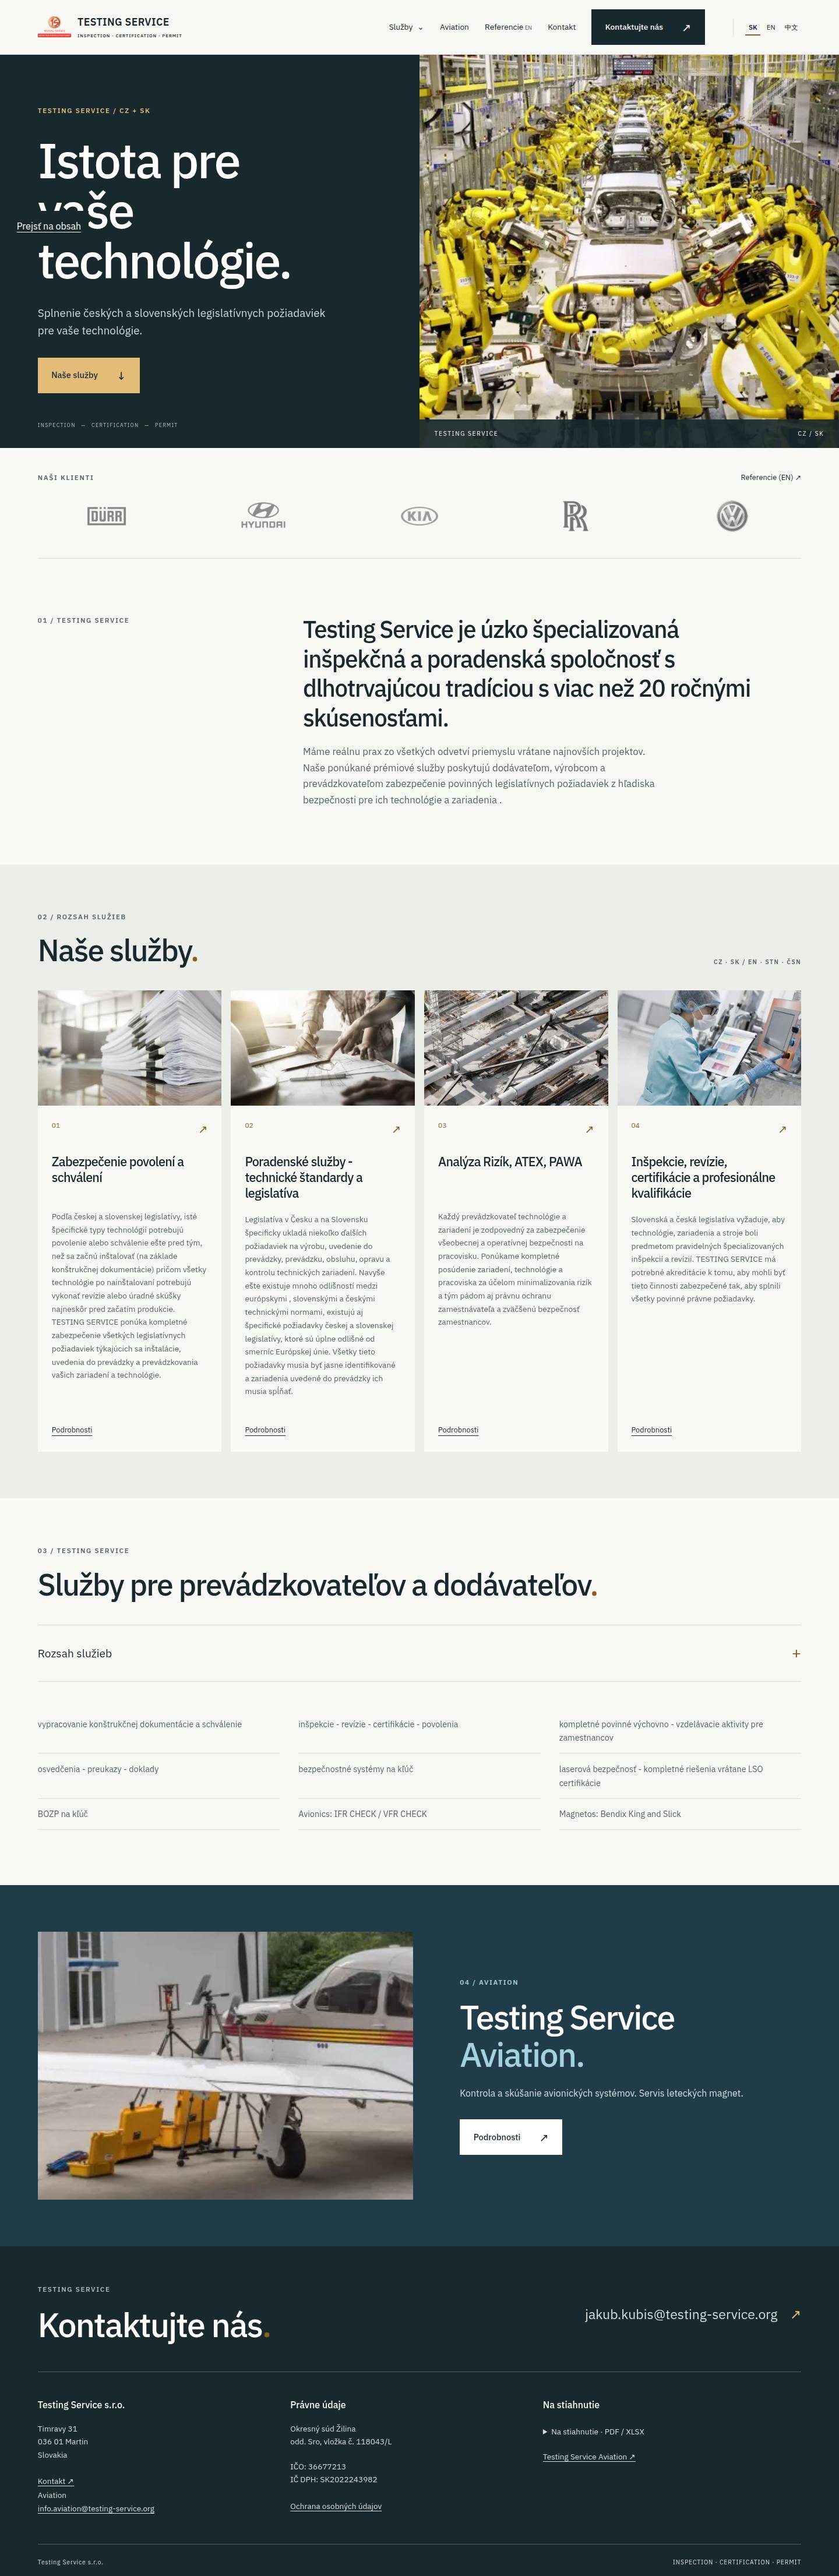 TESTING SERVICE
INSPECTION · CERTIFICATION · PERMIT
Služby
Aviation
Referencie EN
Kontakt
Kontaktujte nás ↗
SK EN 中文
TESTING SERVICE / CZ + SK
Istota pre
vaše
Prejsť na obsah
technológie.
Splnenie českých a slovenských legislatívnych požiadaviek
pre vaše technológie.
Naše služby ↓
INSPECTION — CERTIFICATION — PERMIT
TESTING SERVICE
CZ / SK
NAŠI KLIENTI
Referencie (EN) ↗
DÜRR
HYUNDAI
KIA
RR
VW
01 / TESTING SERVICE
Testing Service je úzko špecializovaná
inšpekčná a poradenská spoločnosť s
dlhotrvajúcou tradíciou s viac než 20 ročnými
skúsenosťami.
Máme reálnu prax zo všetkých odvetví priemyslu vrátane najnovších projektov.
Naše ponúkané prémiové služby poskytujú dodávateľom, výrobcom a
prevádzkovateľom zabezpečenie povinných legislatívnych požiadaviek z hľadiska
bezpečnosti pre ich technológie a zariadenia .
02 / ROZSAH SLUŽIEB
Naše služby.
CZ · SK / EN · STN · ČSN
01 ↗
Zabezpečenie povolení a
schválení
Podľa českej a slovenskej legislatívy, isté
špecifické typy technológií potrebujú
povolenie alebo schválenie ešte pred tým,
než sa začnú inštalovať (na základe
konštrukčnej dokumentácie) pričom všetky
technológie po nainštalovaní potrebujú
vykonať revízie alebo úradné skúšky
najneskôr pred začatím produkcie.
TESTING SERVICE ponúka kompletné
zabezpečenie všetkých legislatívnych
požiadaviek týkajúcich sa inštalácie,
uvedenia do prevádzky a prevádzkovania
vašich zariadení a technológie.
Podrobnosti
02 ↗
Poradenské služby -
technické štandardy a
legislatíva
Legislatíva v Česku a na Slovensku
špecificky ukladá niekoľko ďalších
požiadaviek na výrobu, uvedenie do
prevádzky, prevádzku, obsluhu, opravu a
kontrolu technických zariadení. Navyše
ešte existuje mnoho odlišností medzi
európskymi , slovenskými a českými
technickými normami, existujú aj
špecifické požiadavky českej a slovenskej
legislatívy, ktoré sú úplne odlišné od
smerníc Európskej únie. Všetky tieto
požiadavky musia byť jasne identifikované
a zariadenia uvedené do prevádzky ich
musia spĺňať.
Podrobnosti
03 ↗
Analýza Rizík, ATEX, PAWA
Každý prevádzkovateľ technológie a
zariadení je zodpovedný za zabezpečenie
všeobecnej a operatívnej bezpečnosti na
pracovisku. Ponúkame kompletné
posúdenie zariadení, technológie a
pracoviska za účelom minimalizovania rizík
a tým pádom aj právnu ochranu
zamestnávateľa a zväčšenú bezpečnosť
zamestnancov.
Podrobnosti
04 ↗
Inšpekcie, revízie,
certifikácie a profesionálne
kvalifikácie
Slovenská a česká legislatíva vyžaduje, aby
technológie, zariadenia a stroje boli
predmetom pravidelných špecializovaných
inšpekcií a revízií. TESTING SERVICE má
potrebné akreditácie k tomu, aby mohli byť
tieto činnosti zabezpečené tak, aby splnili
všetky povinné právne požiadavky.
Podrobnosti
03 / TESTING SERVICE
Služby pre prevádzkovateľov a dodávateľov.
Rozsah služieb +
vypracovanie konštrukčnej dokumentácie a schválenie
inšpekcie - revízie - certifikácie - povolenia
kompletné povinné výchovno - vzdelávacie aktivity pre
zamestnancov
osvedčenia - preukazy - doklady
bezpečnostné systémy na kľúč
laserová bezpečnosť - kompletné riešenia vrátane LSO
certifikácie
BOZP na kľúč
Avionics: IFR CHECK / VFR CHECK
Magnetos: Bendix King and Slick
04 / AVIATION
Testing Service
Aviation.
Kontrola a skúšanie avionických systémov. Servis leteckých magnet.
Podrobnosti ↗
TESTING SERVICE
Kontaktujte nás.
jakub.kubis@testing-service.org ↗
Testing Service s.r.o.
Timravy 31
036 01 Martin
Slovakia
Kontakt ↗
Aviation
info.aviation@testing-service.org
Právne údaje
Okresný súd Žilina
odd. Sro, vložka č. 118043/L
IČO: 36677213
IČ DPH: SK2022243982
Ochrana osobných údajov
Na stiahnutie
▶ Na stiahnutie · PDF / XLSX
Testing Service Aviation ↗
Testing Service s.r.o.
INSPECTION · CERTIFICATION · PERMIT